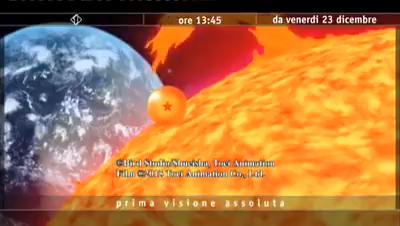 ore 13:45
da venerdì 23 dicembre
©Bird Studio/Shueisha, Toei Animation
Film ©2015 Toei Animation Co., Ltd.
prima visione assoluta